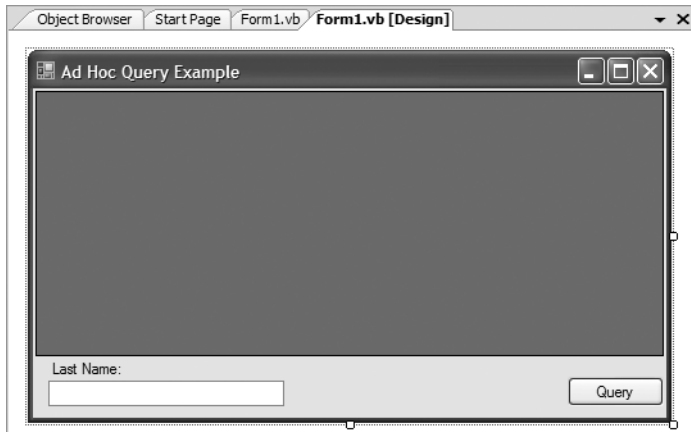 Object Browser Start Page Form1.vb Form1.vb [Design]
Ad Hoc Query Example
Last Name:
Query